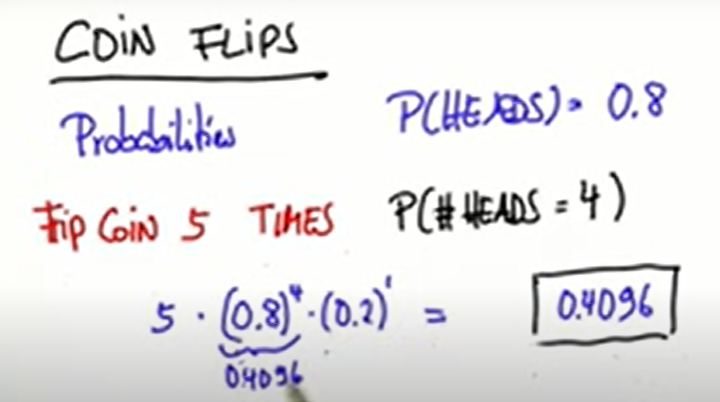 COIN FLIPS
Probabilities P(HEADS) = 0.8
Flip COIN 5 TIMES P(# HEADS = 4)
5 · (0.8)⁴ · (0.2)¹ = 0.4096
0.4096